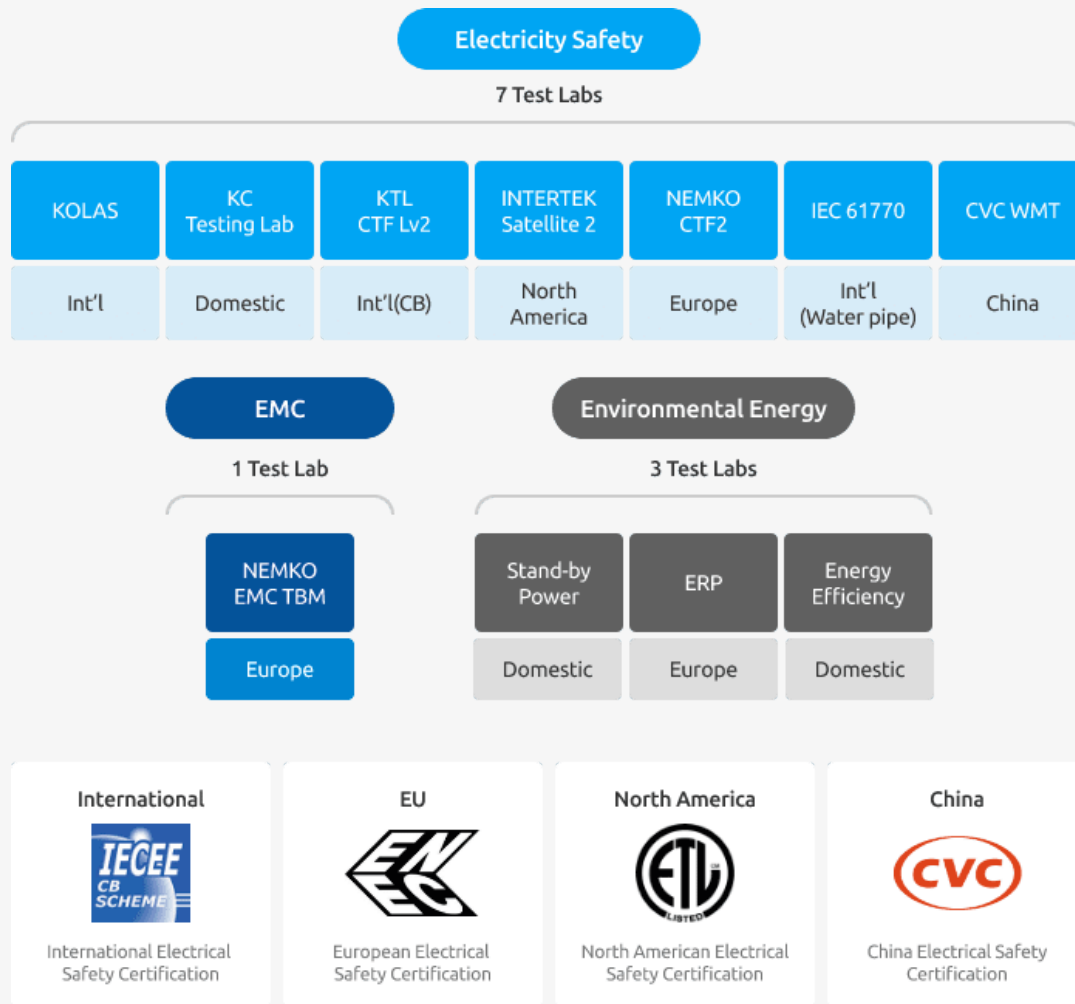 Electricity Safety
7 Test Labs
KOLAS
KC
Testing Lab
KTL
CTF Lv2
INTERTEK
Satellite 2
NEMKO
CTF2
IEC 61770
CVC WMT
Int'l
Domestic
Int'l(CB)
North
America
Europe
Int'l
(Water pipe)
China
EMC
1 Test Lab
NEMKO
EMC TBM
Europe
Environmental Energy
3 Test Labs
Stand-by
Power
ERP
Energy
Efficiency
Domestic
Europe
Domestic
International
IECEE
CB
SCHEME
International Electrical
Safety Certification
EU
EN
EC
European Electrical
Safety Certification
North America
ETL
CM
LISTED
North American Electrical
Safety Certification
China
CVC
China Electrical Safety
Certification